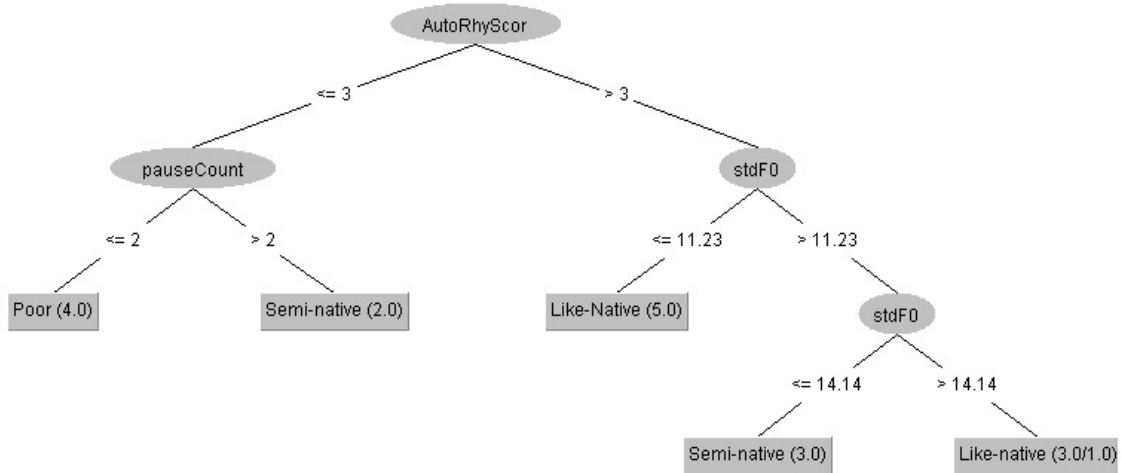 AutoRhyScor
<= 3
> 3
pauseCount
stdF0
<= 2
> 2
<= 11.23
> 11.23
Poor (4.0)
Semi-native (2.0)
Like-Native (5.0)
stdF0
<= 14.14
> 14.14
Semi-native (3.0)
Like-native (3.0/1.0)